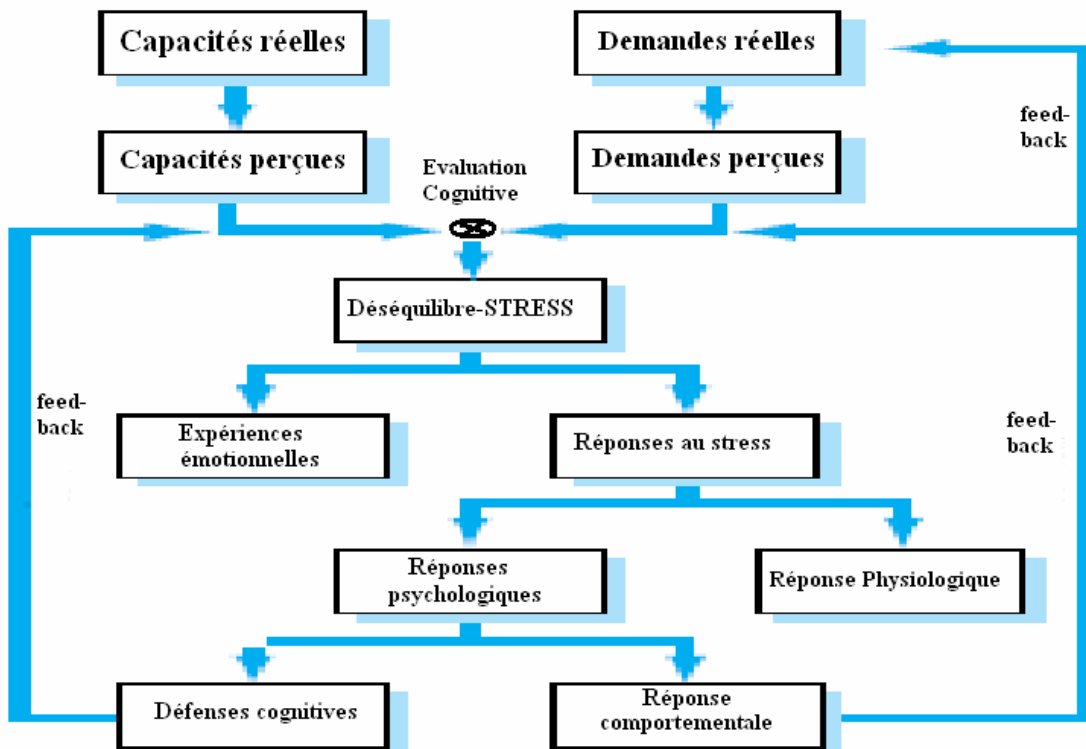 Capacités réelles
Demandes réelles
feed-
back
Capacités perçues
Demandes perçues
Evaluation
Cognitive
Déséquilibre-STRESS
feed-
back
Expériences
émotionnelles
Réponses au stress
feed-
back
Réponses
psychologiques
Réponse Physiologique
Défenses cognitives
Réponse
comportementale